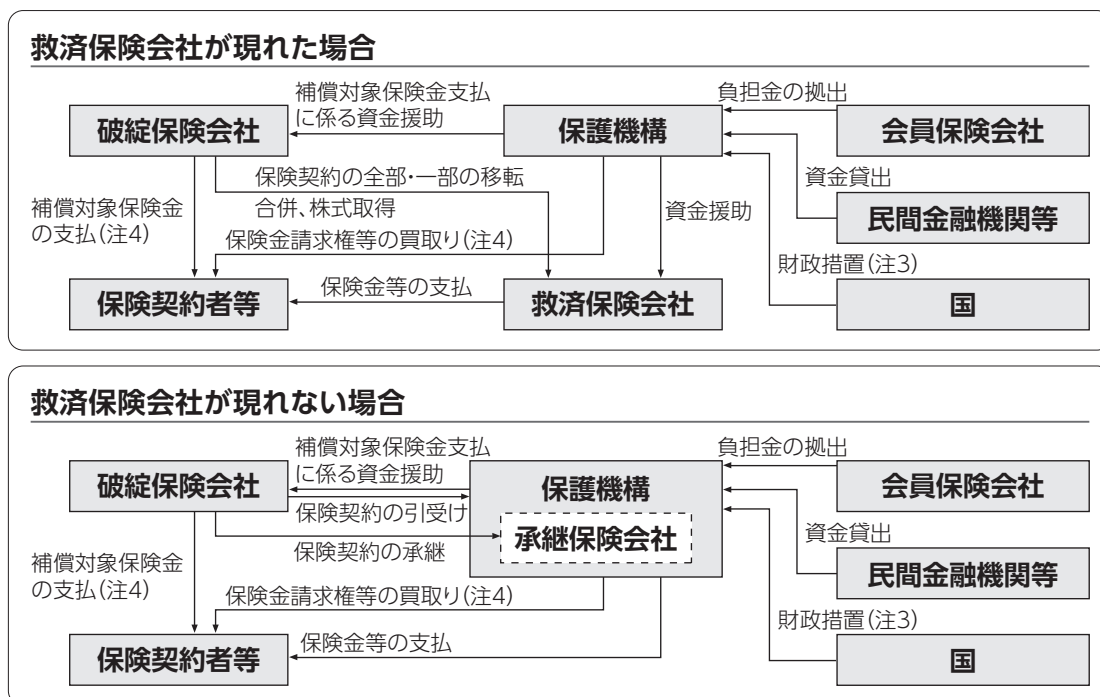 救済保険会社が現れた場合
破綻保険会社
補償対象保険金支払
に係る資金援助
保護機構
負担金の拠出
会員保険会社
保険契約の全部・一部の移転
合併、株式取得
資金援助
資金貸出
民間金融機関等
補償対象保険金
の支払(注4)
保険金請求権等の買取り(注4)
財政措置(注3)
保険契約者等
保険金等の支払
救済保険会社
国
救済保険会社が現れない場合
破綻保険会社
補償対象保険金支払
に係る資金援助
保険契約の引受け
保険契約の承継
保護機構
承継保険会社
負担金の拠出
会員保険会社
資金貸出
民間金融機関等
補償対象保険金
の支払(注4)
保険金請求権等の買取り(注4)
財政措置(注3)
保険契約者等
保険金等の支払
国